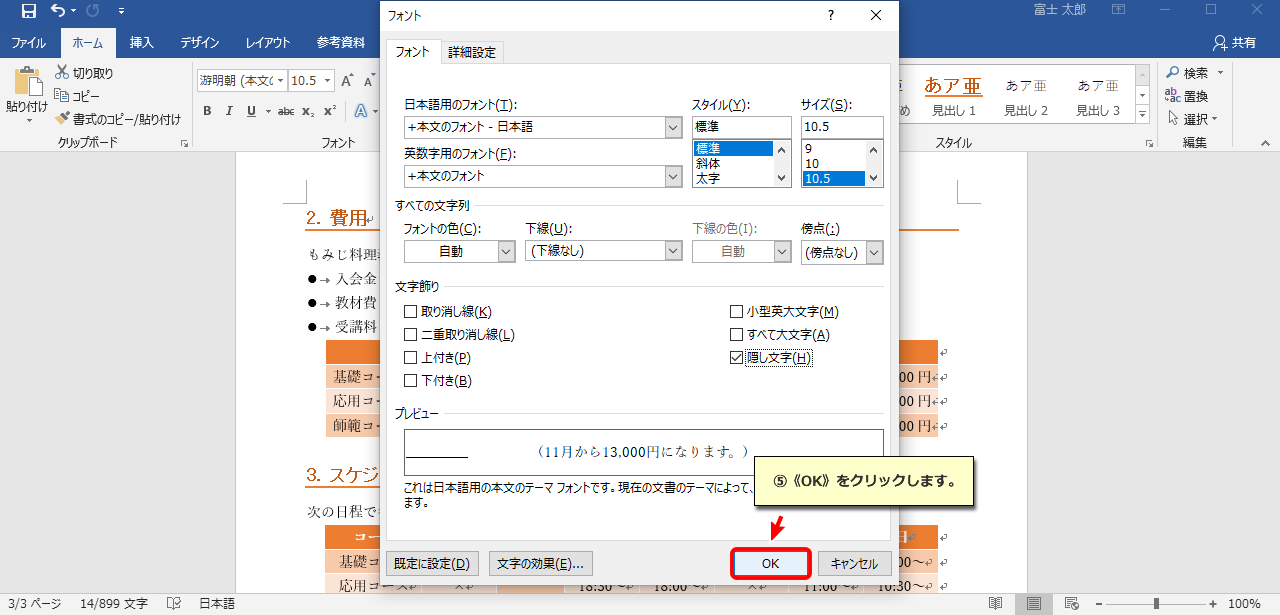 富士 太郎
ファイル ホーム 挿入 デザイン レイアウト 参考資料 共有
貼り付け
切り取り
コピー
書式のコピー/貼り付け
クリップボード
游明朝 (本文の 10.5 A A
B I U abc x₂ x² A
フォント
あア亜 あア亜 あア亜
め 見出し 1 見出し 2 見出し 3
スタイル
検索
置換
選択
編集
フォント
? ×
フォント 詳細設定
日本語用のフォント(T):
+本文のフォント - 日本語
英数字用のフォント(F):
+本文のフォント
スタイル(Y):
標準
標準
斜体
太字
サイズ(S):
10.5
9
10
10.5
すべての文字列
フォントの色(C): 下線(U): 下線の色(I): 傍点(:)
自動 (下線なし) 自動 (傍点なし)
文字飾り
取り消し線(K)
二重取り消し線(L)
上付き(P)
下付き(B)
小型英大文字(M)
すべて大文字(A)
隠し文字(H)
プレビュー
（11月から13,000円になります。）
これは日本語用の本文のテーマ フォントです。現在の文書のテーマによって、
ます。
⑤《OK》をクリックします。
既定に設定(D) 文字の効果(E)... OK キャンセル
2. 費用
もみじ料理
入会金
教材費
受講料
基礎コー 00 円
応用コー 00 円
師範コー 00 円
3. スケジ
次の日程で
コー 日
基礎コ 00～
応用コース × 18:30～ 18:00～ × 11:00～ 10:30～
3/3 ページ 14/899 文字 日本語 100%